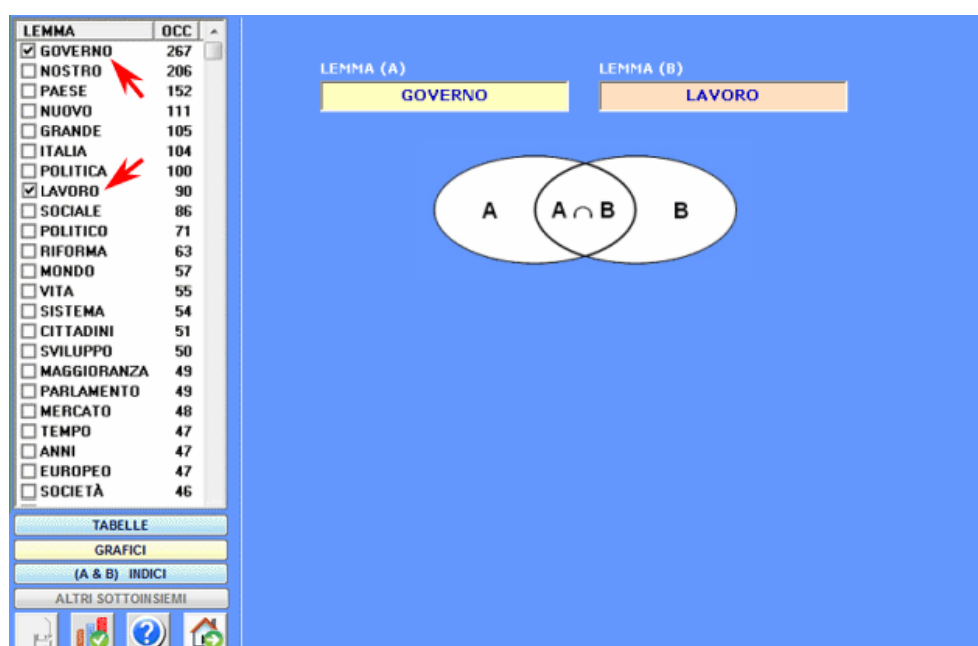 LEMMA OCC
GOVERNO 267
NOSTRO 206
PAESE 152
NUOVO 111
GRANDE 105
ITALIA 104
POLITICA 100
LAVORO 90
SOCIALE 86
POLITICO 71
RIFORMA 63
MONDO 57
VITA 55
SISTEMA 54
CITTADINI 51
SVILUPPO 50
MAGGIORANZA 49
PARLAMENTO 49
MERCATO 48
TEMPO 47
ANNI 47
EUROPEO 47
SOCIETÀ 46
TABELLE
GRAFICI
(A & B) INDICI
ALTRI SOTTOINSIEMI
?
LEMMA (A) LEMMA (B)
GOVERNO LAVORO
A A ∩ B B